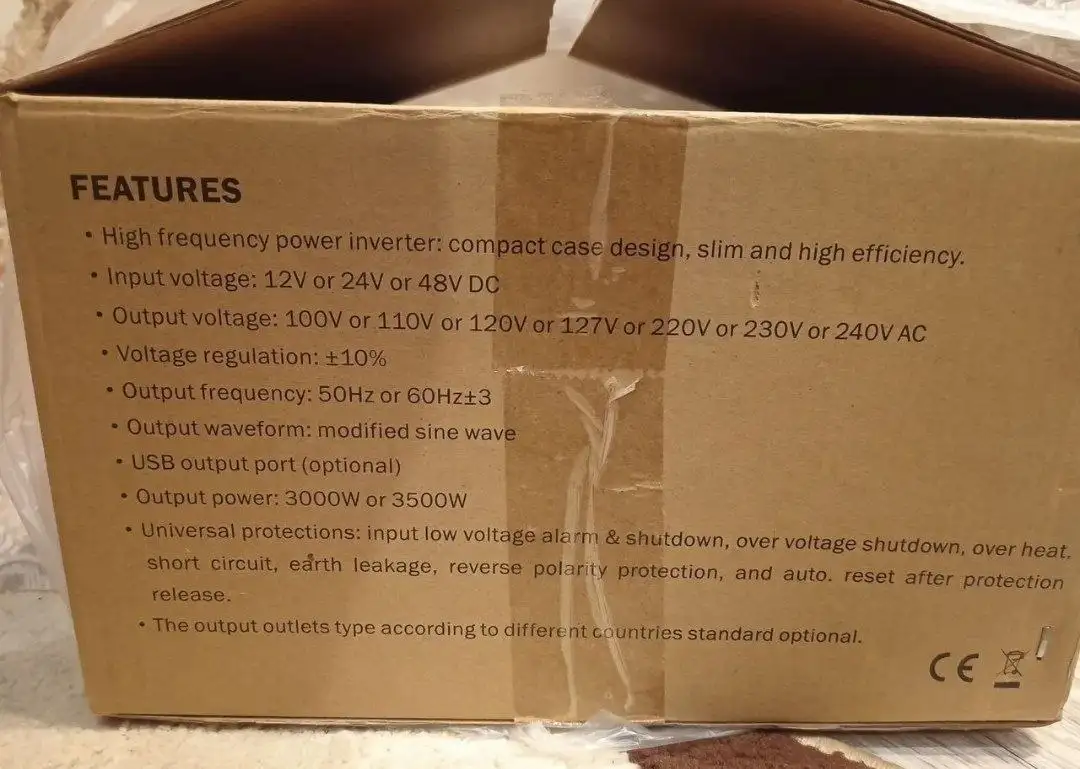 FEATURES
• High frequency power inverter: compact case design, slim and high efficiency.
• Input voltage: 12V or 24V or 48V DC
• Output voltage: 100V or 110V or 120V or 127V or 220V or 230V or 240V AC
• Voltage regulation: ±10%
• Output frequency: 50Hz or 60Hz±3
• Output waveform: modified sine wave
• USB output port (optional)
• Output power: 3000W or 3500W
• Universal protections: input low voltage alarm & shutdown, over voltage shutdown, over heat,
short circuit, earth leakage, reverse polarity protection, and auto. reset after protection
release.
• The output outlets type according to different countries standard optional.
CE